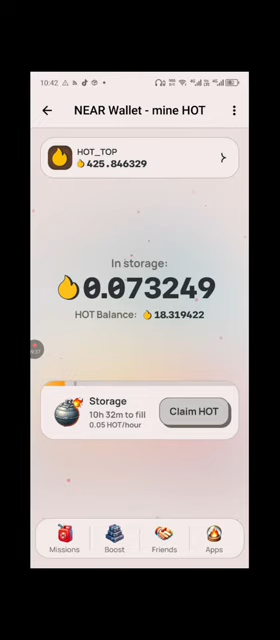 10:42
NEAR Wallet - mine HOT
HOT_TOP
425.846329
In storage:
0.073249
HOT Balance: 18.319422
Storage
10h 32m to fill
0.05 HOT/hour
Claim HOT
Missions
Boost
Friends
Apps